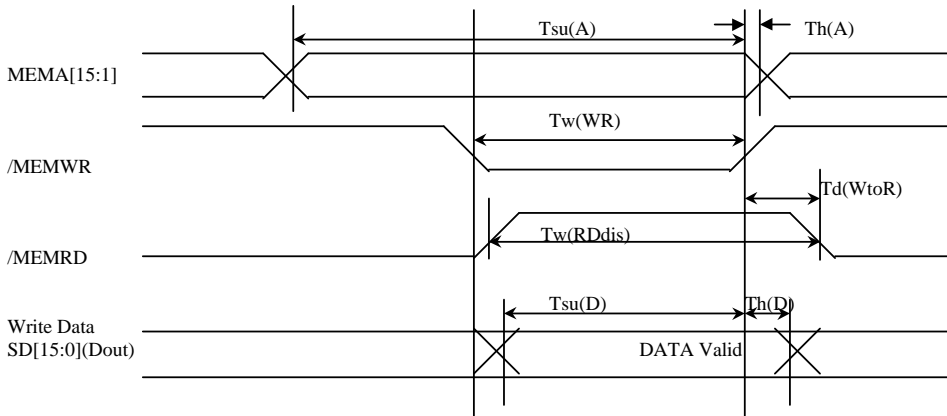 Tsu(A)
Th(A)
MEMA[15:1]
Tw(WR)
/MEMWR
Td(WtoR)
Tw(RDdis)
/MEMRD
Tsu(D)
Th(D)
Write Data
SD[15:0](Dout)
DATA Valid